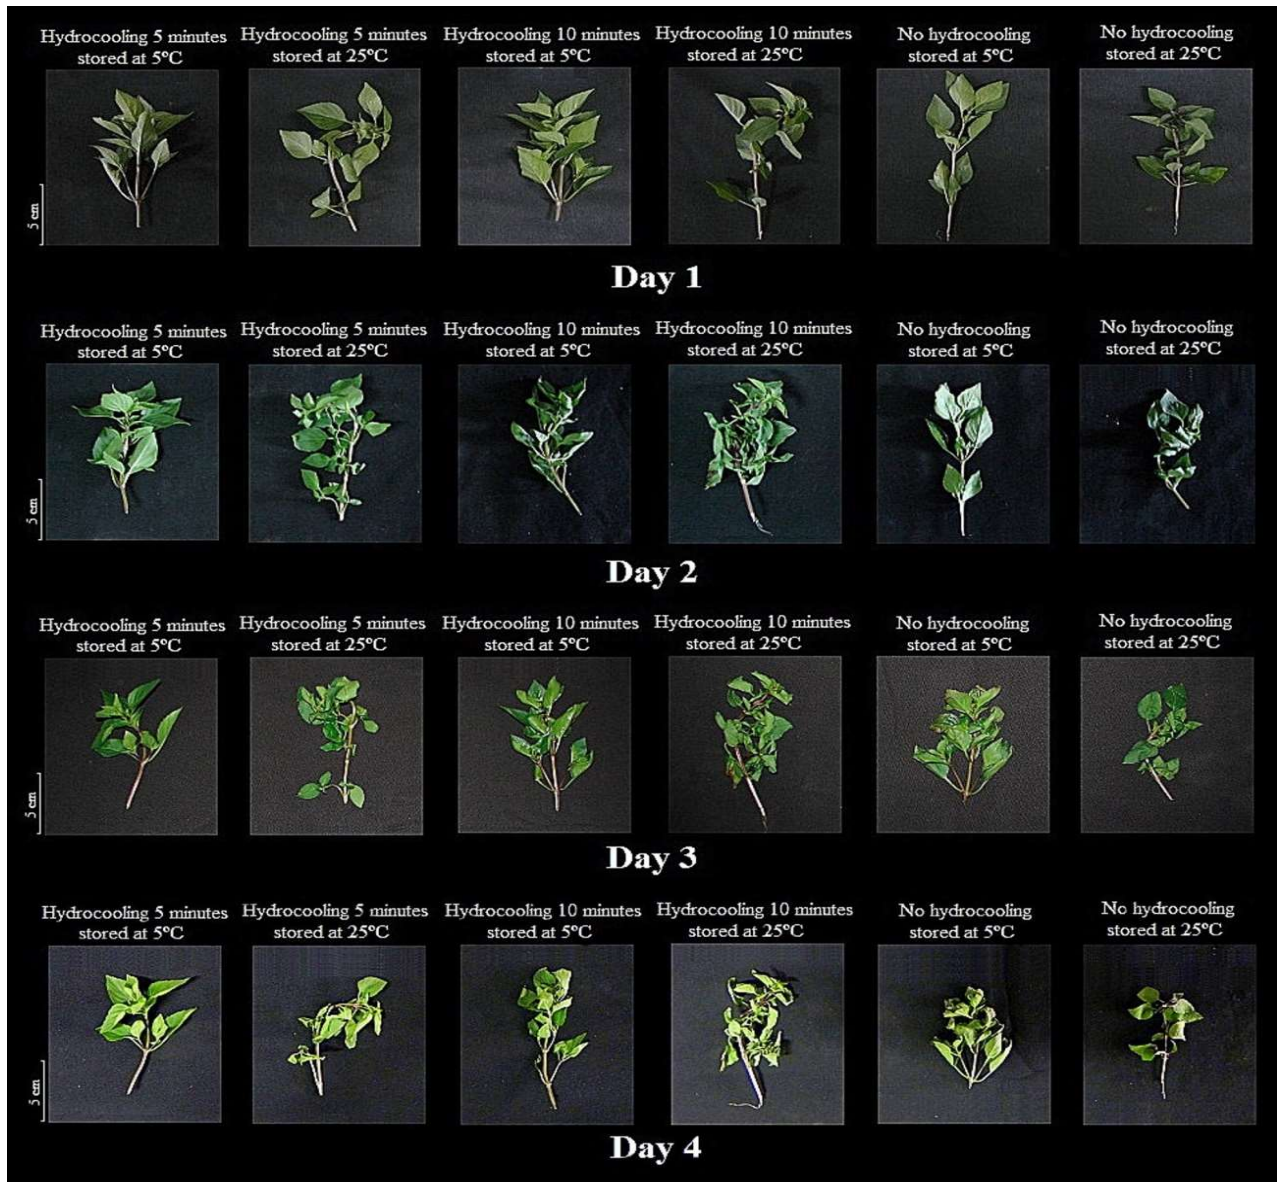 Hydrocooling 5 minutes
stored at 5°C
Hydrocooling 5 minutes
stored at 25°C
Hydrocooling 10 minutes
stored at 5°C
Hydrocooling 10 minutes
stored at 25°C
No hydrocooling
stored at 5°C
No hydrocooling
stored at 25°C
5 cm
Day 1
Hydrocooling 5 minutes
stored at 5°C
Hydrocooling 5 minutes
stored at 25°C
Hydrocooling 10 minutes
stored at 5°C
Hydrocooling 10 minutes
stored at 25°C
No hydrocooling
stored at 5°C
No hydrocooling
stored at 25°C
5 cm
Day 2
Hydrocooling 5 minutes
stored at 5°C
Hydrocooling 5 minutes
stored at 25°C
Hydrocooling 10 minutes
stored at 5°C
Hydrocooling 10 minutes
stored at 25°C
No hydrocooling
stored at 5°C
No hydrocooling
stored at 25°C
5 cm
Day 3
Hydrocooling 5 minutes
stored at 5°C
Hydrocooling 5 minutes
stored at 25°C
Hydrocooling 10 minutes
stored at 5°C
Hydrocooling 10 minutes
stored at 25°C
No hydrocooling
stored at 5°C
No hydrocooling
stored at 25°C
5 cm
Day 4